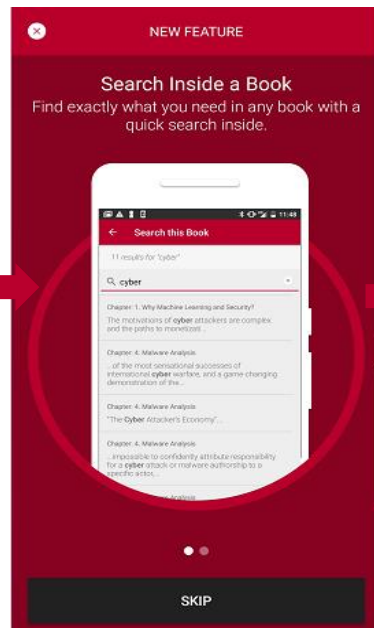 NEW FEATURE
Search Inside a Book
Find exactly what you need in any book with a
quick search inside.
11:48
Search this Book
11 results for "cyber"
cyber
Chapter: 1. Why Machine Learning and Security?
The motivations of cyber attackers are complex
and the paths to monetizati...
Chapter: 4. Malware Analysis
...of the most sensational successes of
international cyber warfare, and a game-changing
demonstration of the...
Chapter: 4. Malware Analysis
"The Cyber Attacker's Economy"...
Chapter: 4. Malware Analysis
...impossible to confidently attribute responsibility
for a cyber attack or malware authorship to a
specific actor,...
Malware Analysis
SKIP